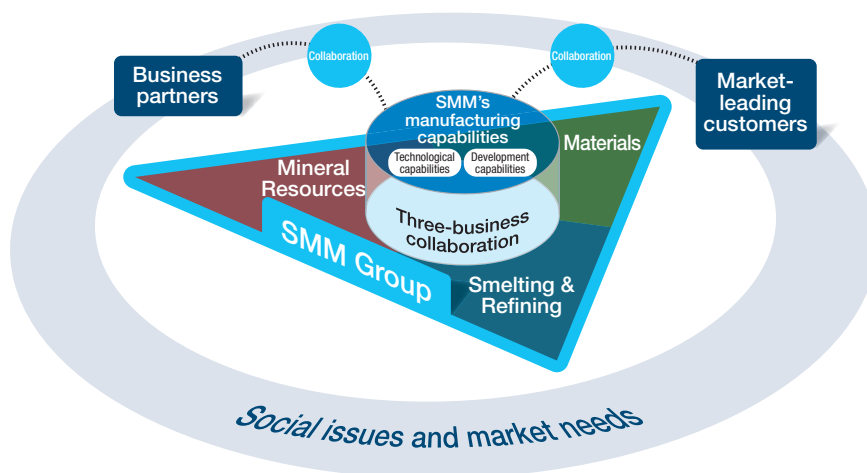 Collaboration
Collaboration
Business
partners
Market-
leading
customers
SMM's
manufacturing
capabilities
Technological
capabilities
Development
capabilities
Materials
Mineral
Resources
Three-business
collaboration
SMM Group
Smelting &
Refining
Social issues and market needs